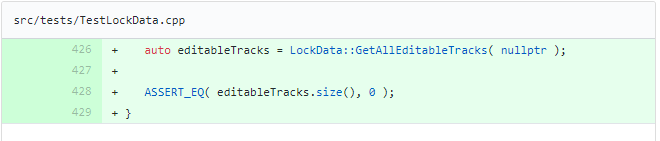 src/tests/TestLockData.cpp
426 + auto editableTracks = LockData::GetAllEditableTracks( nullptr );
427 +
428 + ASSERT_EQ( editableTracks.size(), 0 );
429 + }